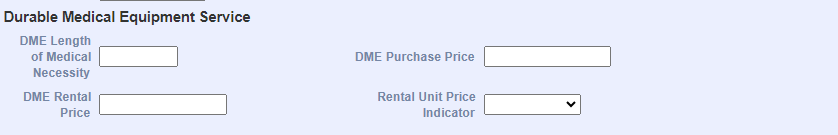 Durable Medical Equipment Service
DME Length
of Medical
Necessity
DME Purchase Price
DME Rental
Price
Rental Unit Price
Indicator